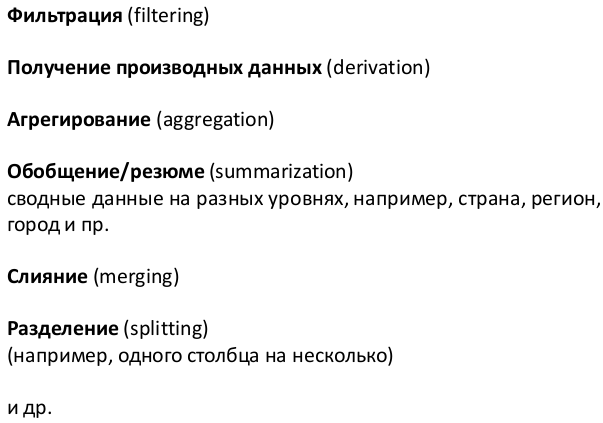 Фильтрация (filtering)
Получение производных данных (derivation)
Агрегирование (aggregation)
Обобщение/резюме (summarization)
сводные данные на разных уровнях, например, страна, регион,
город и пр.
Слияние (merging)
Разделение (splitting)
(например, одного столбца на несколько)
и др.